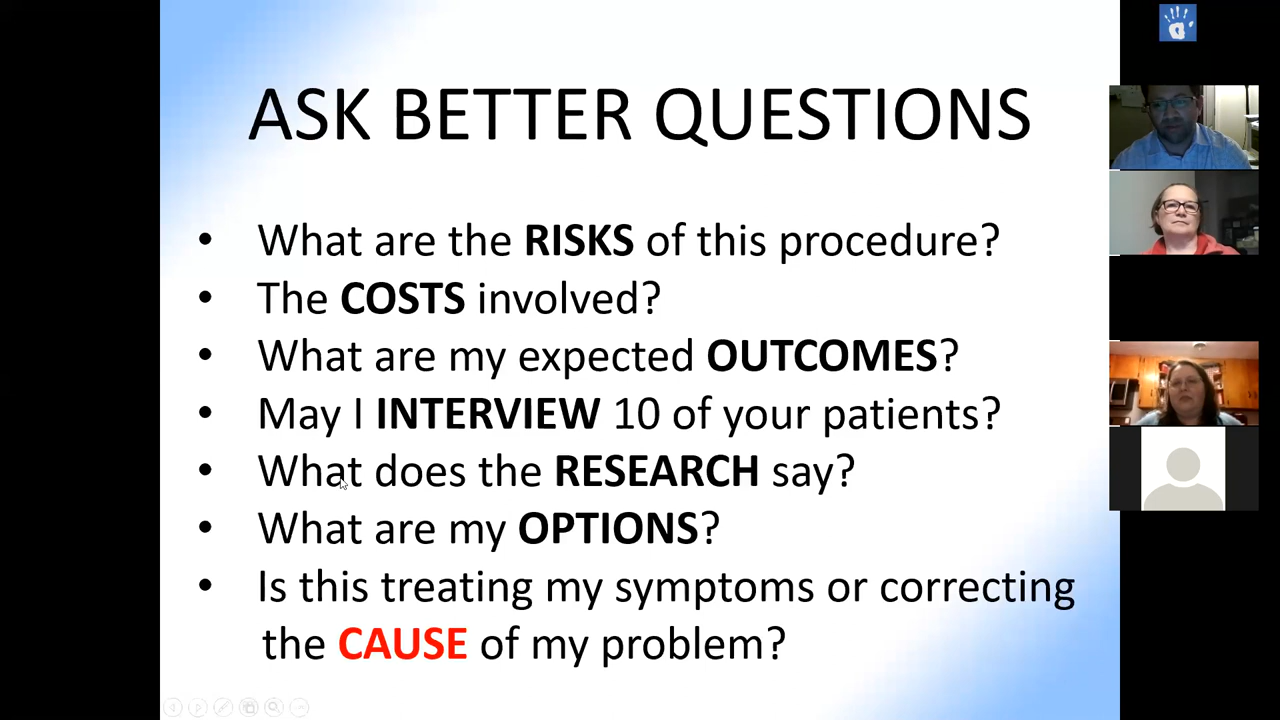 ASK BETTER QUESTIONS
• What are the RISKS of this procedure?
• The COSTS involved?
• What are my expected OUTCOMES?
• May I INTERVIEW 10 of your patients?
• What does the RESEARCH say?
• What are my OPTIONS?
• Is this treating my symptoms or correcting
the CAUSE of my problem?